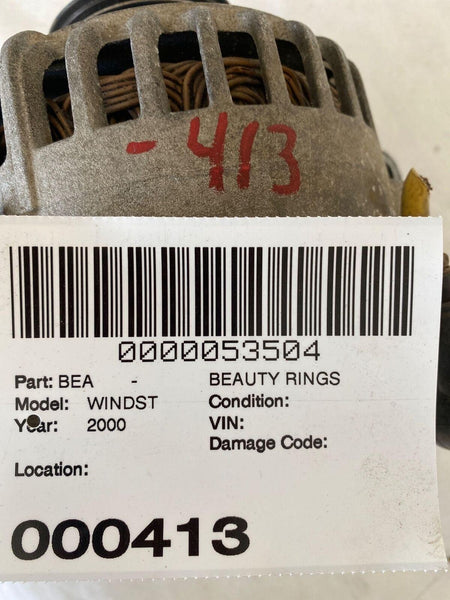 -413
0000053504
Part: BEA - BEAUTY RINGS
Model: WINDST Condition:
Year: 2000 VIN:
Damage Code:
Location:
000413